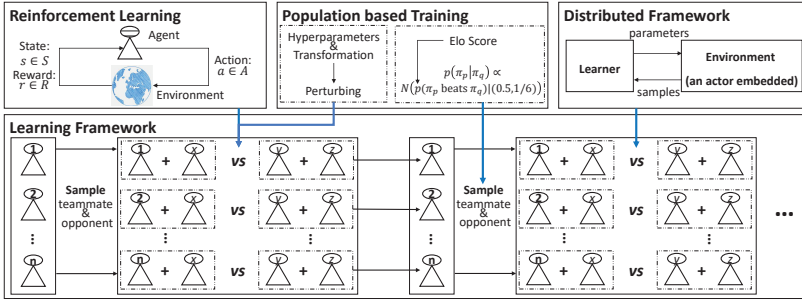 Reinforcement Learning
Agent
State:
s ∈ S
Reward:
r ∈ R
Action:
a ∈ A
Environment
Population based Training
Hyperparameters
&
Transformation
Perturbing
Elo Score
p(π_p|π_q) ∝
N(p(π_p beats π_q)|(0.5,1/6)
Distributed Framework
parameters
Learner
Environment
(an actor embedded)
samples
Learning Framework
1 1 + x vs y + z 1 1 + x vs y + z
Sample
teammate
&
opponent
2 2 + x vs y + z 2 2 + x vs y + z
Sample
teammate
&
opponent
...
⋮ ⋮ ⋮ ⋮ ⋮ ⋮
n n + x vs y + z n n + x vs y + z